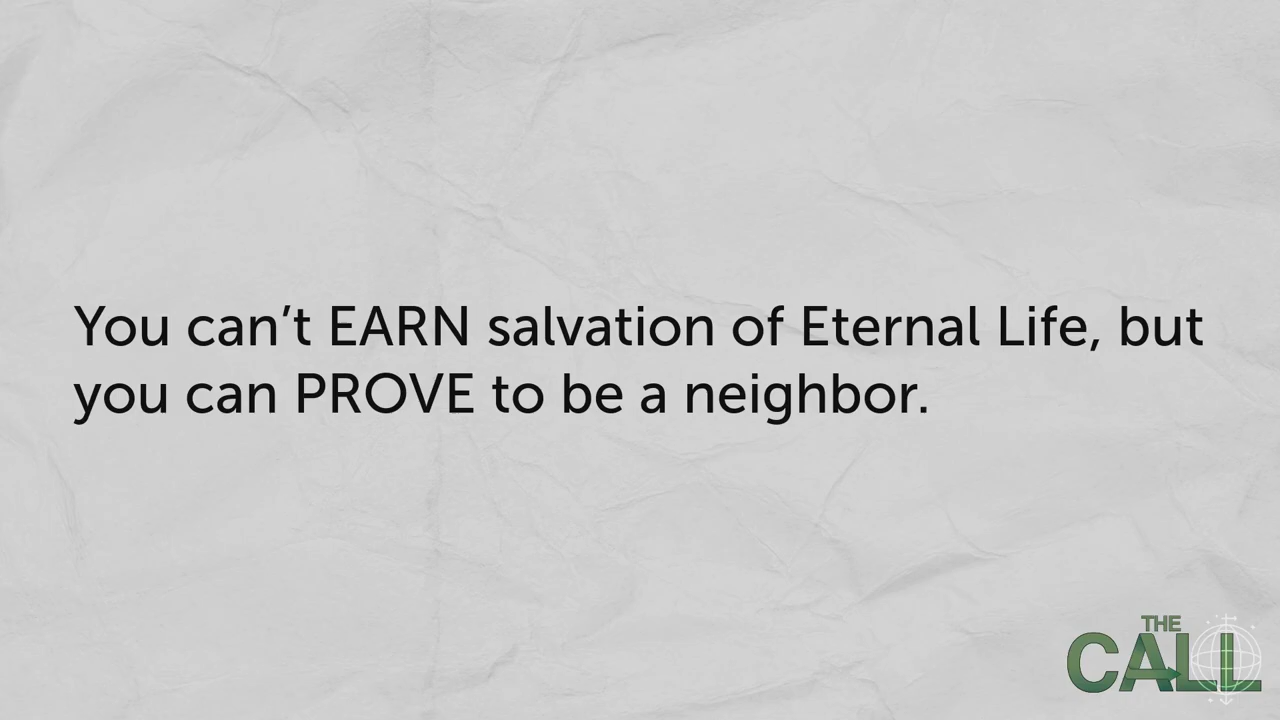 You can’t EARN salvation of Eternal Life, but
you can PROVE to be a neighbor.
THE
CALL